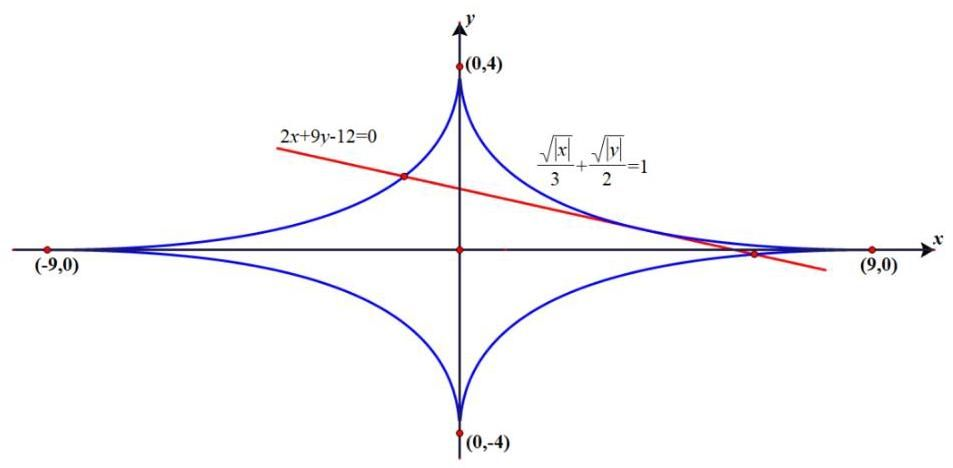 y
(0,4)
2x+9y-12=0
√|x|/3+√|y|/2=1
x
(-9,0)
(9,0)
(0,-4)